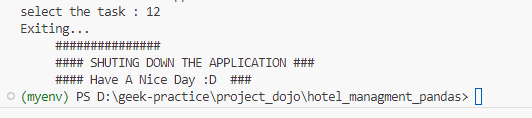 select the task : 12
Exiting...
###############
#### SHUTING DOWN THE APPLICATION ###
#### Have A Nice Day :D  ###
(myenv) PS D:\geek-practice\project_dojo\hotel_managment_pandas>